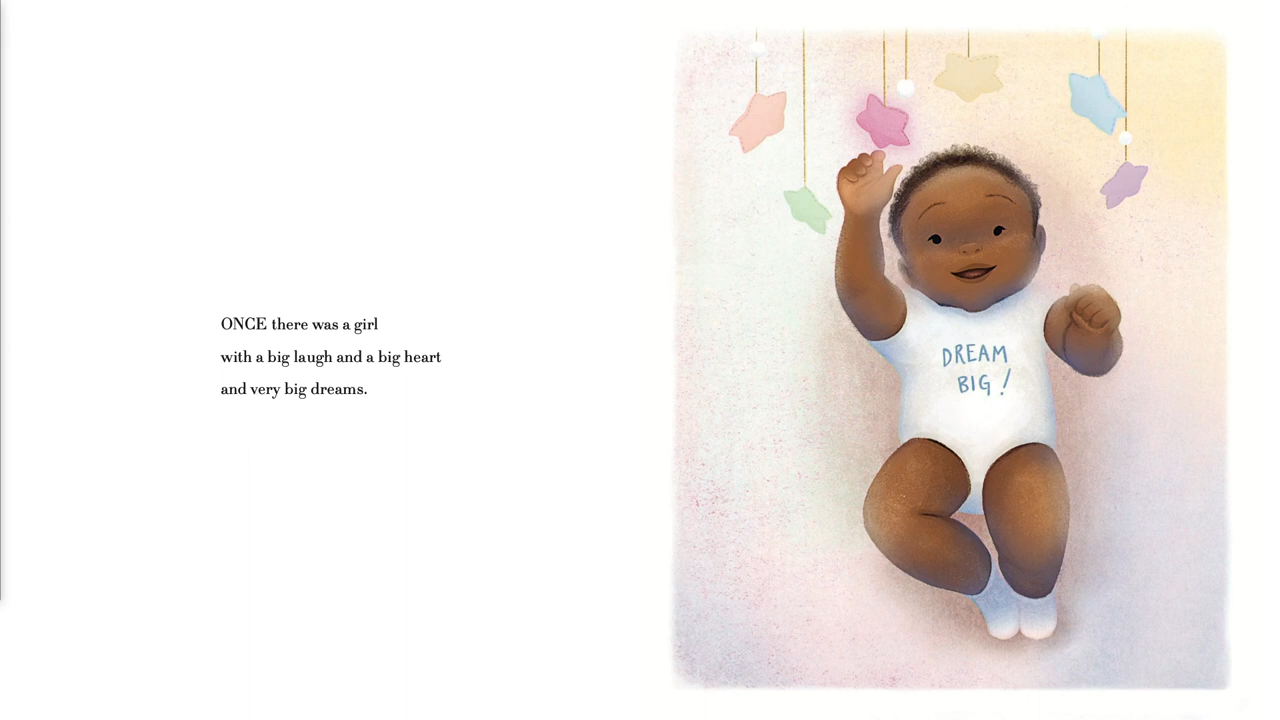 ONCE there was a girl
with a big laugh and a big heart
and very big dreams.
DREAM
BIG!